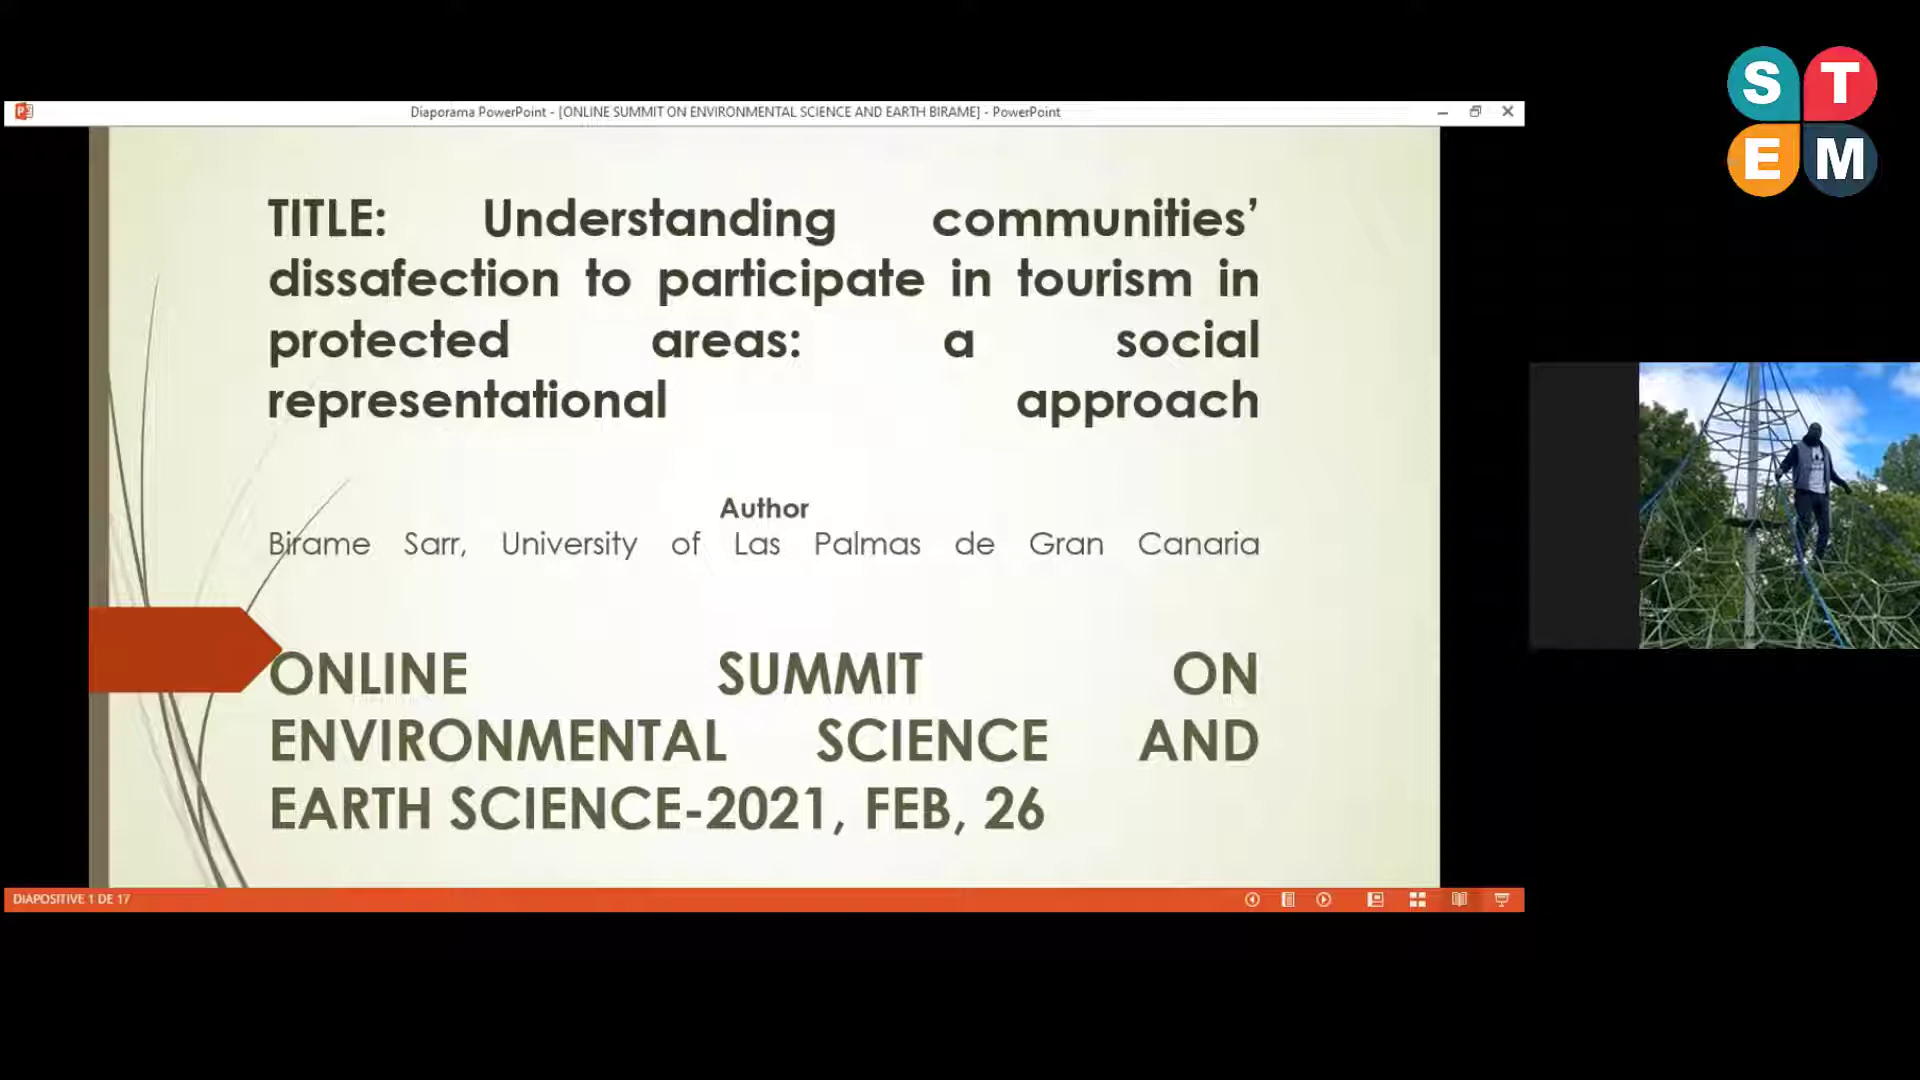 Diaporama PowerPoint - [ONLINE SUMMIT ON ENVIRONMENTAL SCIENCE AND EARTH BIRAME] - PowerPoint
S T
E M
TITLE: Understanding communities’
dissafection to participate in tourism in
protected areas: a social
representational approach
Author
Birame Sarr, University of Las Palmas de Gran Canaria
ONLINE SUMMIT ON
ENVIRONMENTAL SCIENCE AND
EARTH SCIENCE-2021, FEB, 26
DIAPOSITIVE 1 DE 17